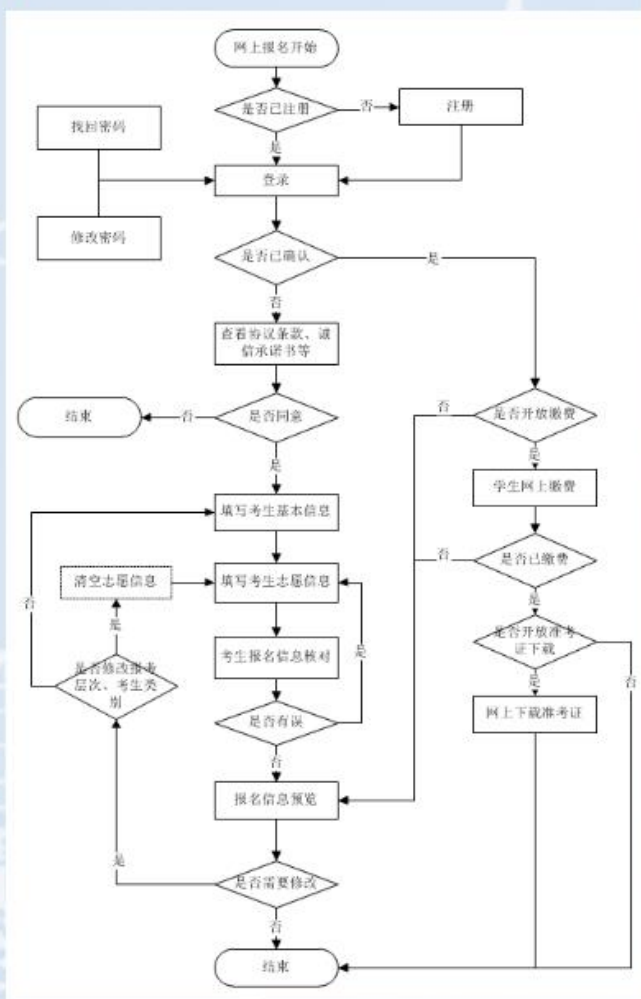 网上报名开始
是否已注册
否
注册
找回密码
是
登录
修改密码
是否已确认
是
否
查看协议条款、诚
信承诺书等
结束
否
是否同意
否
是否开放缴费
是
是
学生网上缴费
填写考生基本信息
否
是否已缴费
清空志愿信息
填写考生志愿信息
否
是
是
是否开放准考
证下载
是否修改报考
层次、考生类
别
考生报名信息核对
是
是
否
网上下载准考证
是否有误
否
报名信息预览
是
是否需要修改
否
结束